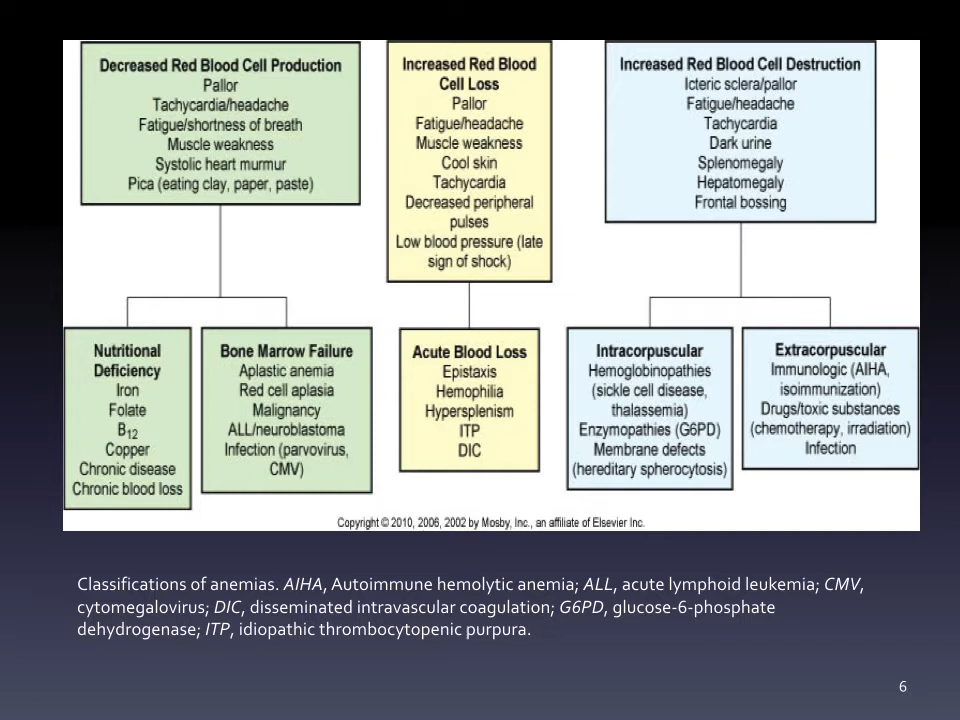 Decreased Red Blood Cell Production
Pallor
Tachycardia/headache
Fatigue/shortness of breath
Muscle weakness
Systolic heart murmur
Pica (eating clay, paper, paste)
Increased Red Blood
Cell Loss
Pallor
Fatigue/headache
Muscle weakness
Cool skin
Tachycardia
Decreased peripheral
pulses
Low blood pressure (late
sign of shock)
Increased Red Blood Cell Destruction
Icteric sclera/pallor
Fatigue/headache
Tachycardia
Dark urine
Splenomegaly
Hepatomegaly
Frontal bossing
Nutritional
Deficiency
Iron
Folate
B12
Copper
Chronic disease
Chronic blood loss
Bone Marrow Failure
Aplastic anemia
Red cell aplasia
Malignancy
ALL/neuroblastoma
Infection (parvovirus,
CMV)
Acute Blood Loss
Epistaxis
Hemophilia
Hypersplenism
ITP
DIC
Intracorpuscular
Hemoglobinopathies
(sickle cell disease,
thalassemia)
Enzymopathies (G6PD)
Membrane defects
(hereditary spherocytosis)
Extracorpuscular
Immunologic (AIHA,
isoimmunization)
Drugs/toxic substances
(chemotherapy, irradiation)
Infection
Copyright © 2010, 2006, 2002 by Mosby, Inc., an affiliate of Elsevier Inc.
Classifications of anemias. AIHA, Autoimmune hemolytic anemia; ALL, acute lymphoid leukemia; CMV,
cytomegalovirus; DIC, disseminated intravascular coagulation; G6PD, glucose-6-phosphate
dehydrogenase; ITP, idiopathic thrombocytopenic purpura.
6